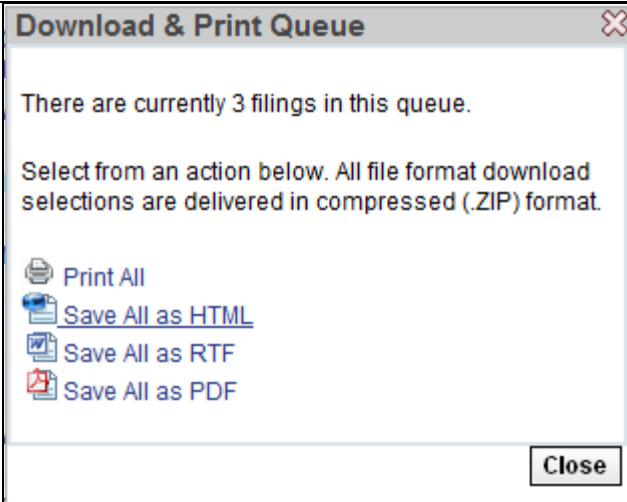 Download & Print Queue
There are currently 3 filings in this queue.
Select from an action below. All file format download
selections are delivered in compressed (.ZIP) format.
Print All
Save All as HTML
Save All as RTF
Save All as PDF
Close